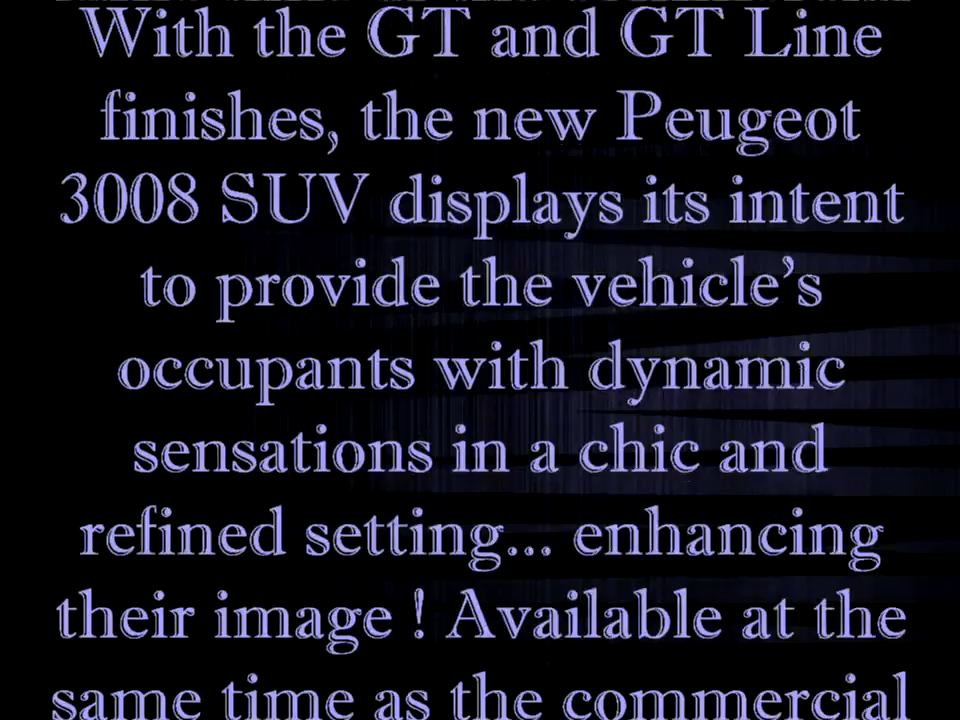 With the GT and GT Line
finishes, the new Peugeot
3008 SUV displays its intent
to provide the vehicle’s
occupants with dynamic
sensations in a chic and
refined setting... enhancing
their image ! Available at the
same time as the commercial